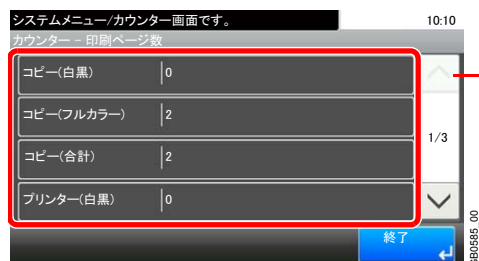 システムメニュー/カウンター画面です。 10:10
カウンター - 印刷ページ数
コピー(白黒) 0
コピー(フルカラー) 2
コピー(合計) 2
プリンター(白黒) 0
1/3
終了
GB0585_00